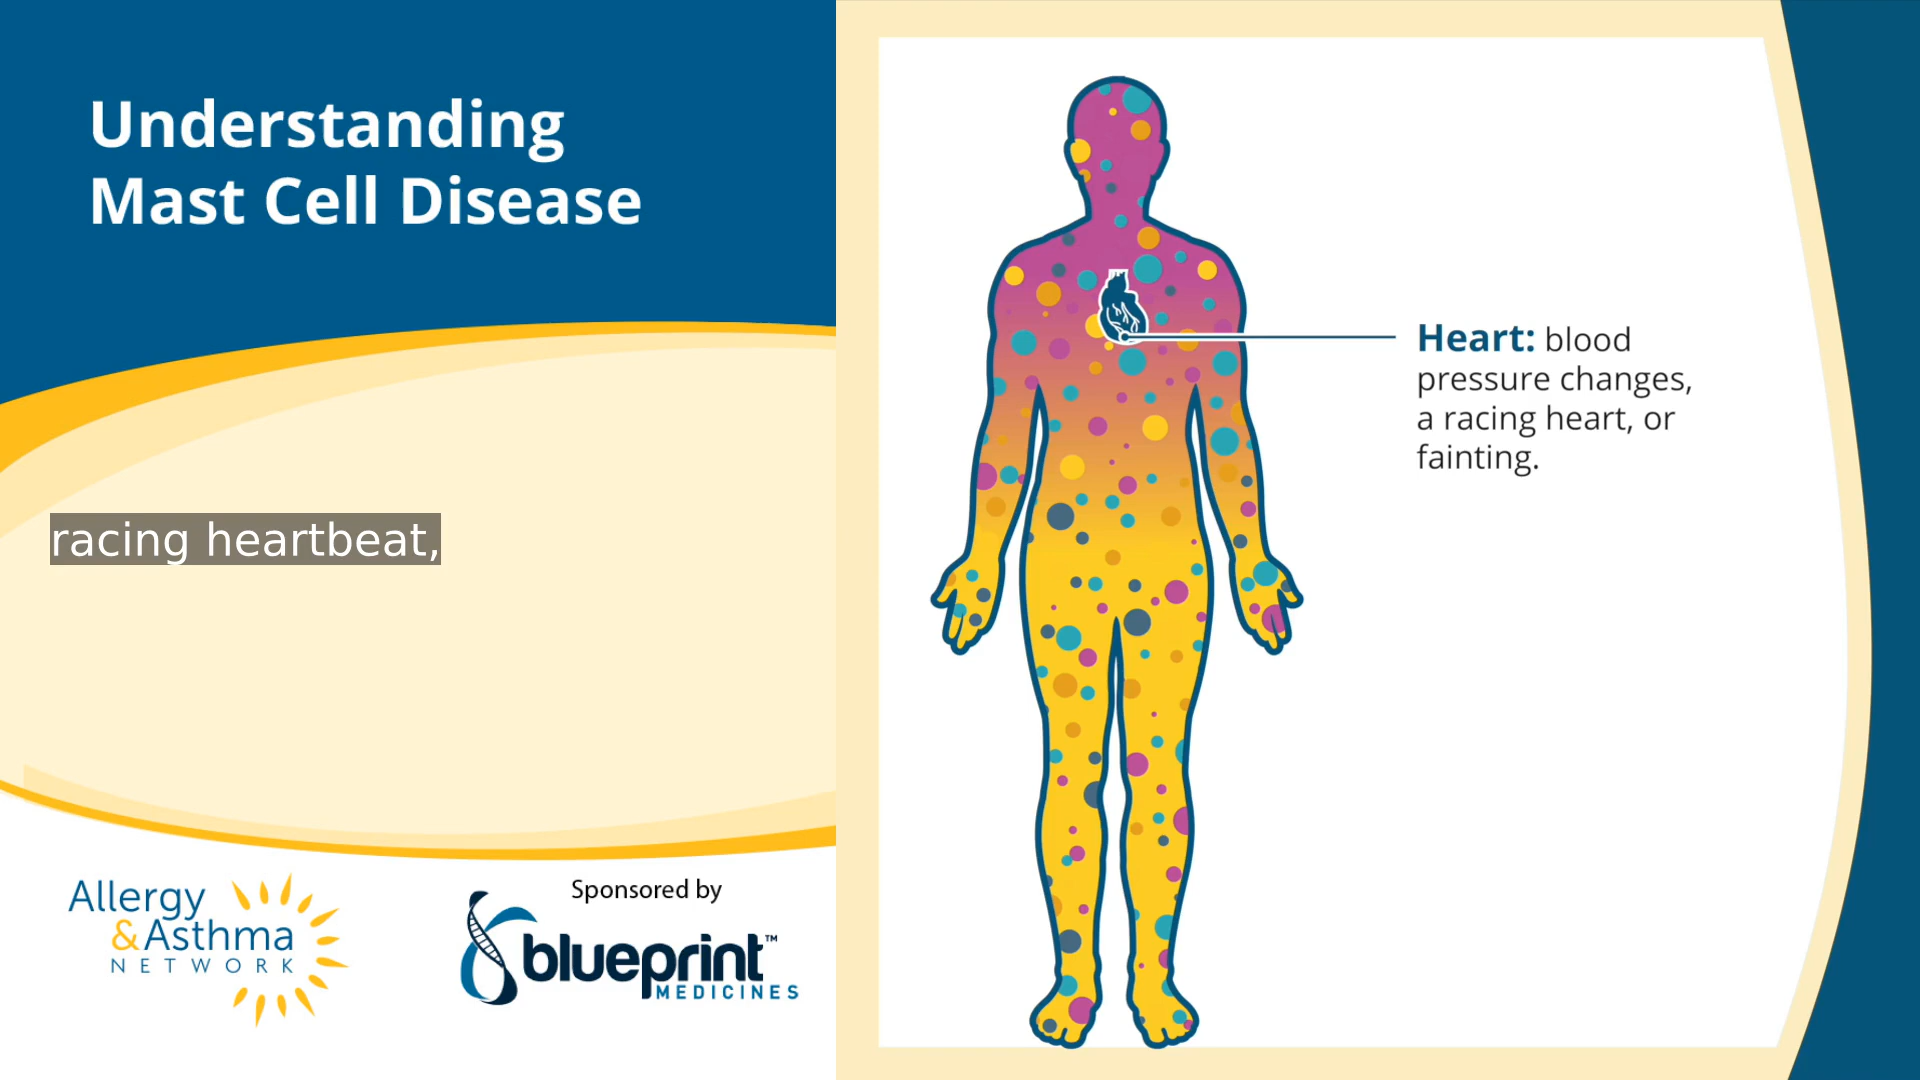 Understanding
Mast Cell Disease
racing heartbeat,
Allergy
&Asthma
NETWORK
Sponsored by
blueprint™
MEDICINES
Heart: blood
pressure changes,
a racing heart, or
fainting.